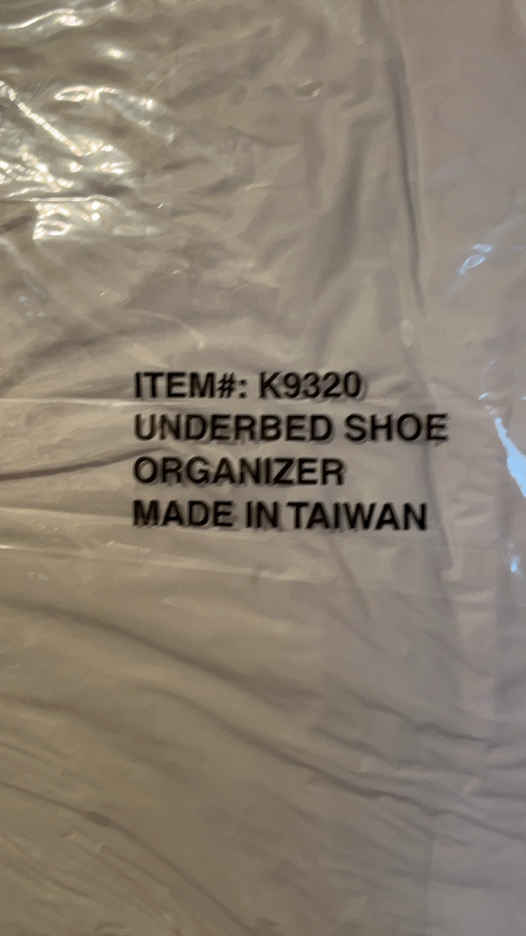 ITEM#: K9320
UNDERBED SHOE
ORGANIZER
MADE IN TAIWAN